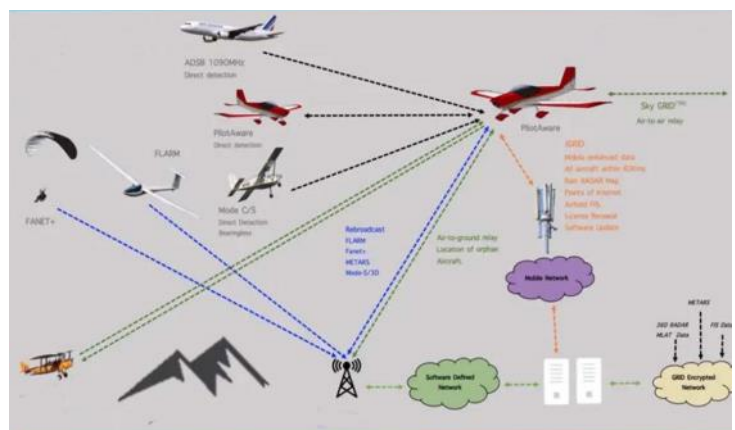 ADSB 1090MHz
Direct detection
PilotAware
Direct detection
Mode C/S
Direct Detection
Bearingless
FLARM
FANET+
PilotAware
Sky GRID
Air-to-air relay
iGRID
Mobile enhanced data
All aircraft within
Rain RADAR Map
Points of Interest
Airfield
License Renewal
Software Update
Rebroadcast
FLARM
Fanet+
METARS
Mode-S/3D
Air-to-ground relay
Location of orphan
Aircraft.
Mobile Network
METARS
RADAR
MLAT Data
FIS Data
Software Defined
Network
GRID Encrypted
Network